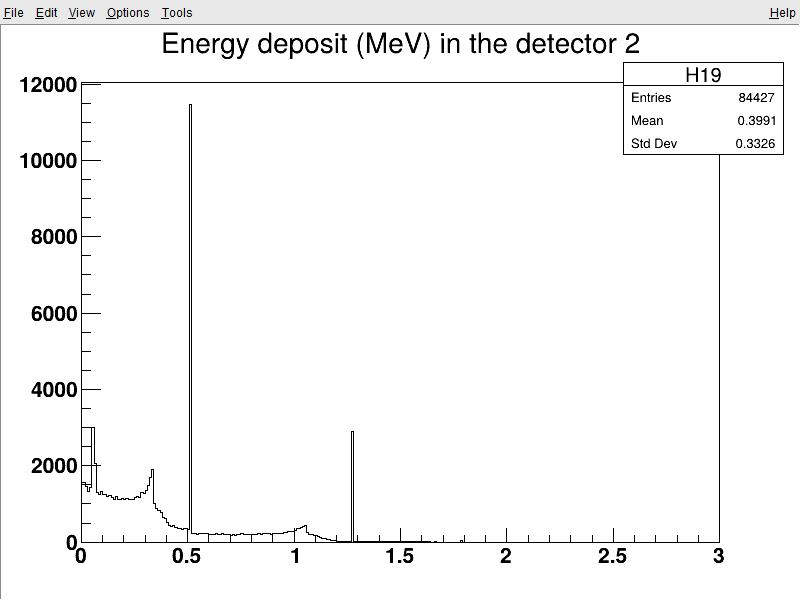 File Edit View Options Tools Help
Energy deposit (MeV) in the detector 2
H19
Entries 84427
Mean 0.3991
Std Dev 0.3326
12000
10000
8000
6000
4000
2000
0
0 0.5 1 1.5 2 2.5 3